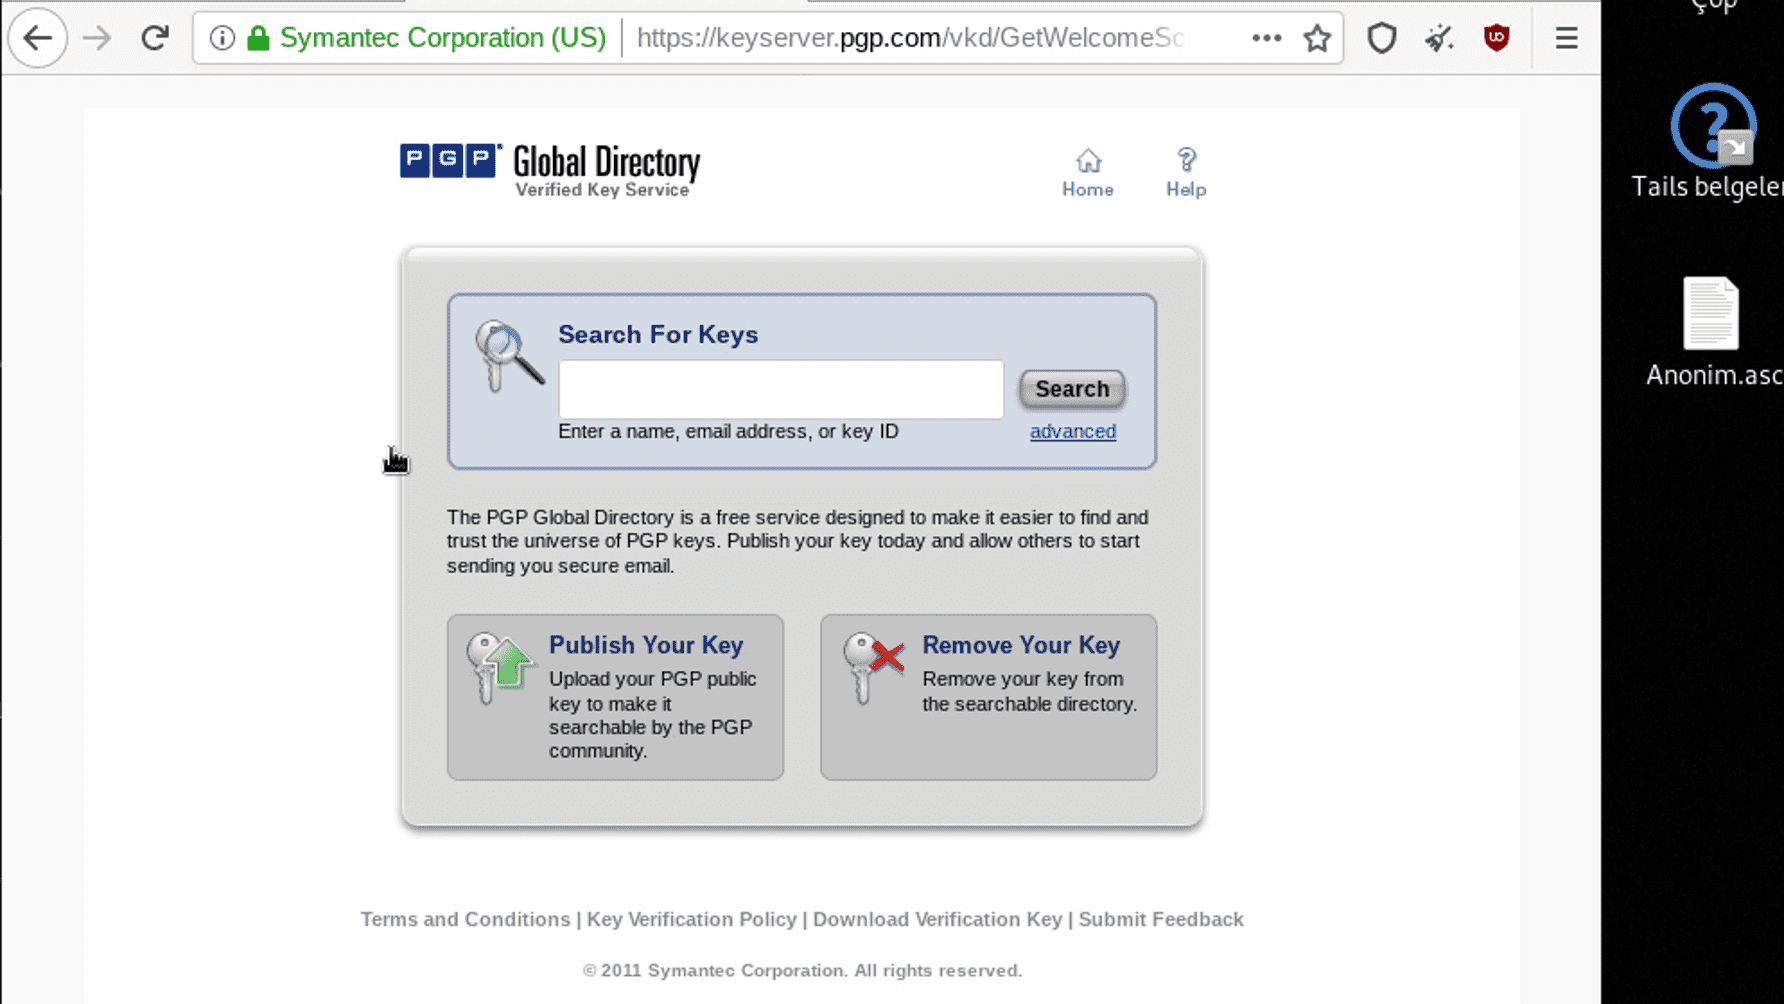 Symantec Corporation (US) https://keyserver.pgp.com/vkd/GetWelcomeSc
PGP Global Directory
Verified Key Service
Home Help
Search For Keys
Search
Enter a name, email address, or key ID advanced
The PGP Global Directory is a free service designed to make it easier to find and
trust the universe of PGP keys. Publish your key today and allow others to start
sending you secure email.
Publish Your Key
Upload your PGP public
key to make it
searchable by the PGP
community.
Remove Your Key
Remove your key from
the searchable directory.
Terms and Conditions | Key Verification Policy | Download Verification Key | Submit Feedback
© 2011 Symantec Corporation. All rights reserved.
Çop
Tails belgeler
Anonim.asc